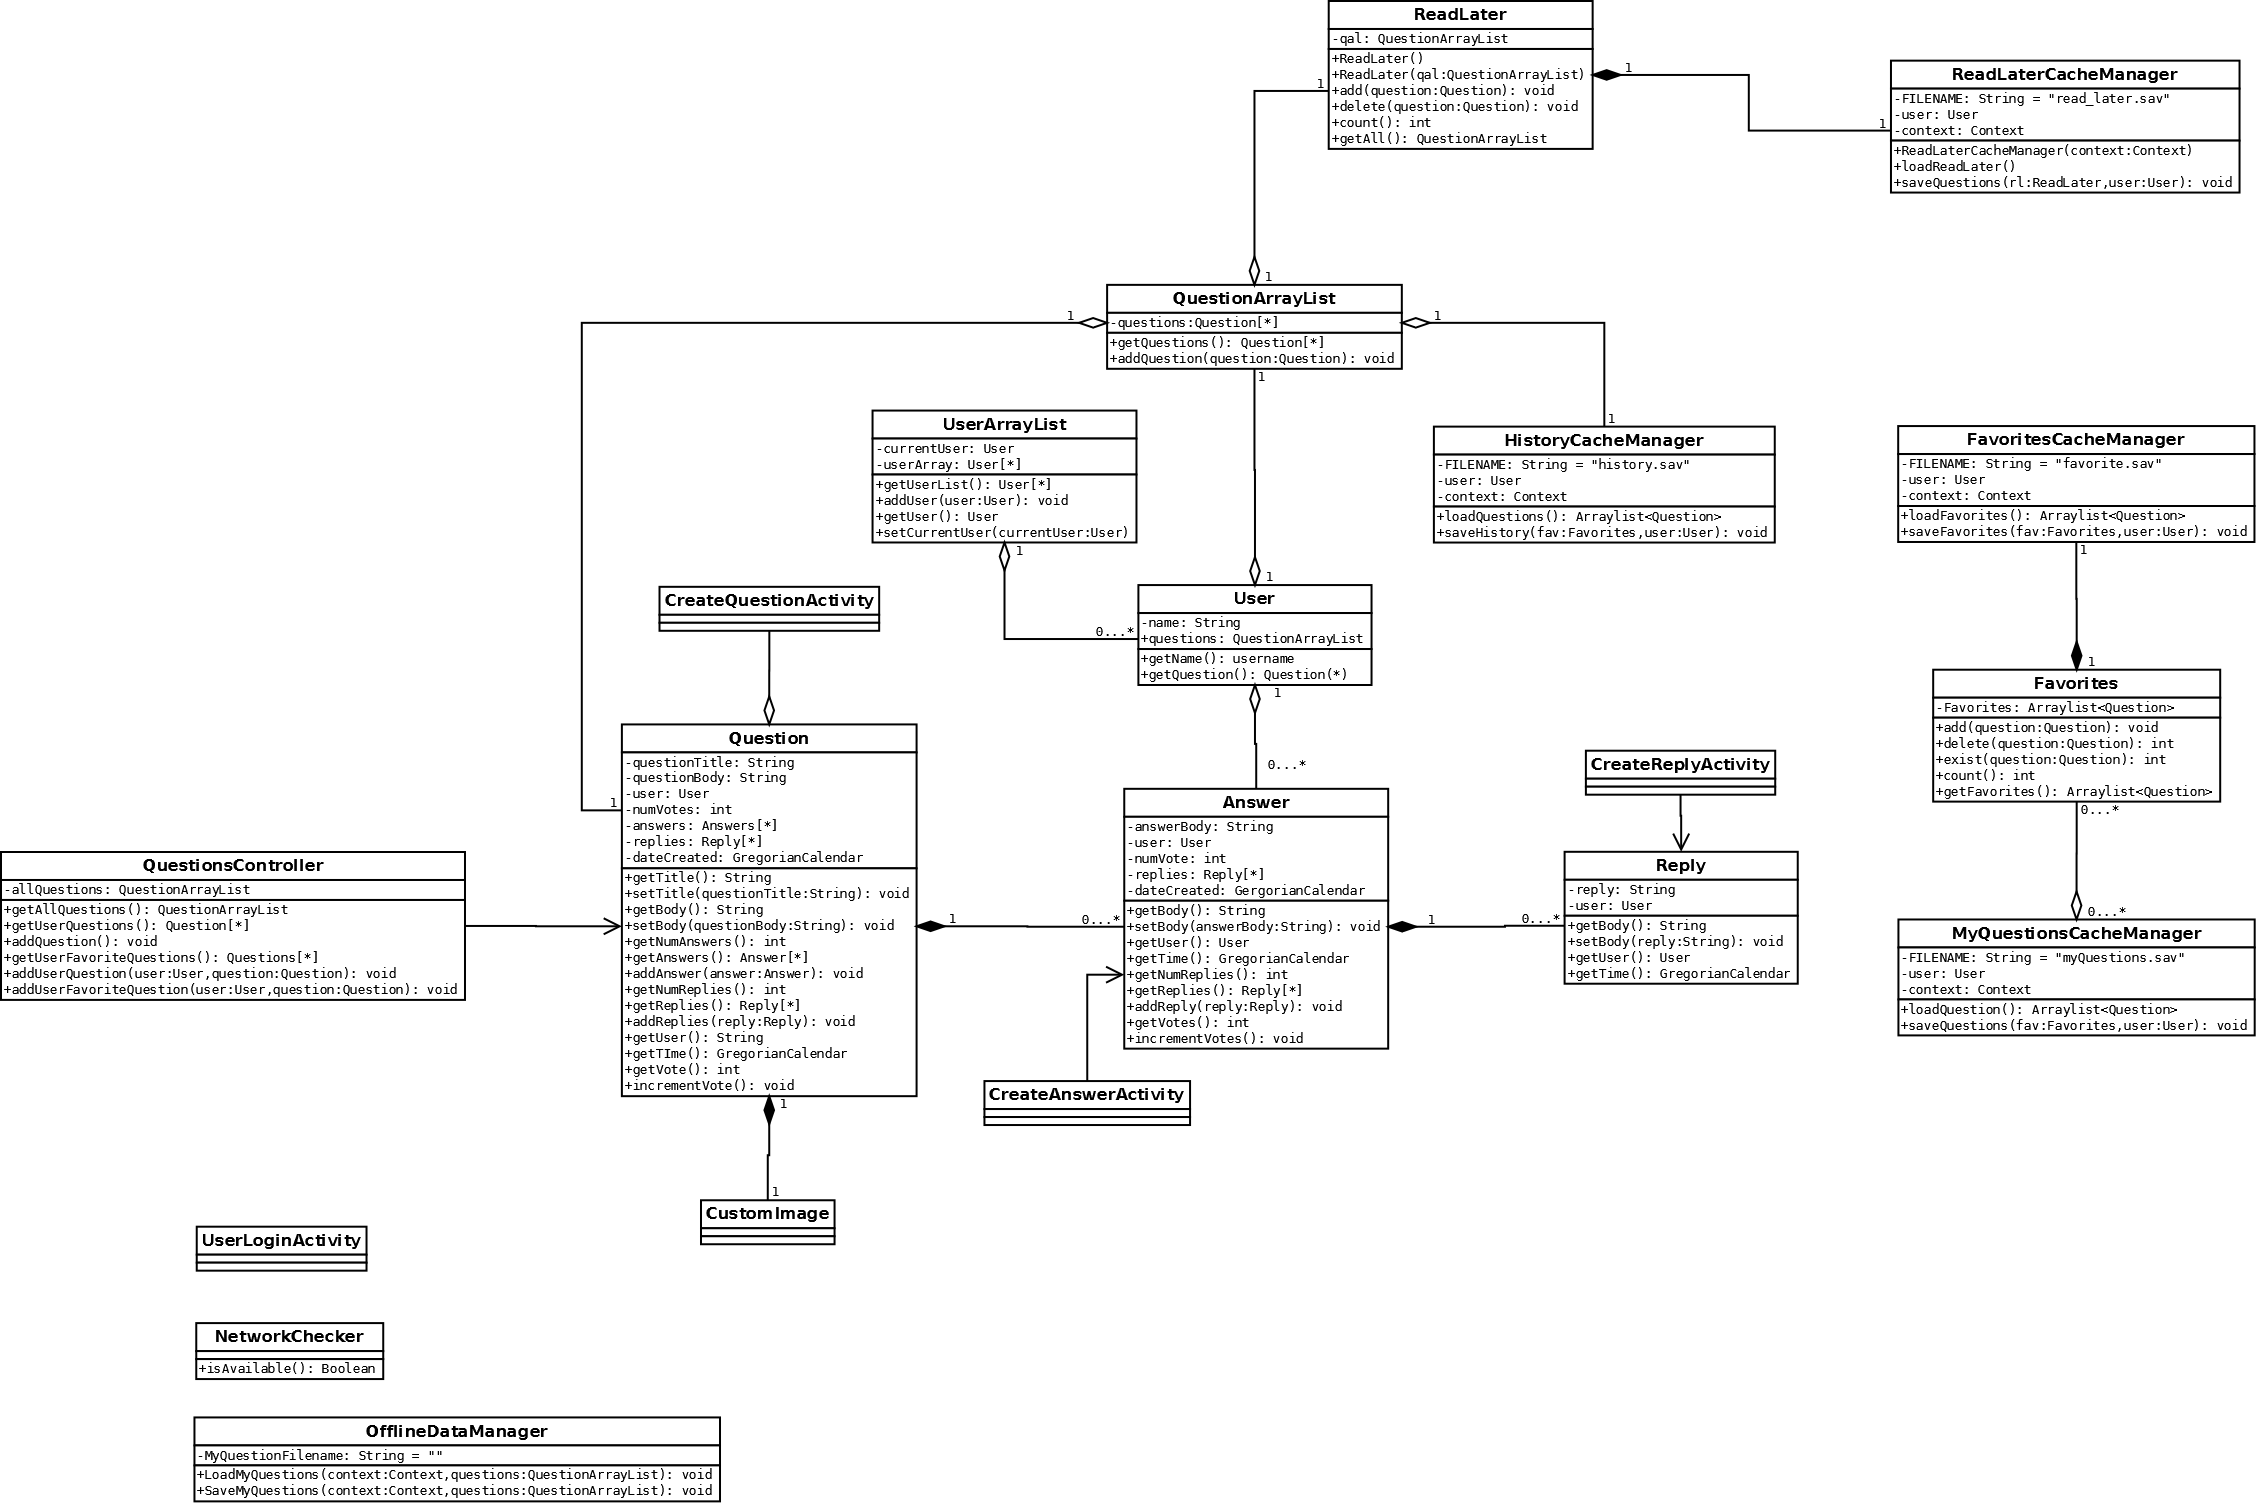 ReadLater
-qal: QuestionArrayList
+ReadLater()
+ReadLater(qal:QuestionArrayList)
+add(question:Question): void
+delete(question:Question): void
+count(): int
+getAll(): QuestionArrayList
1
1
1
ReadLaterCacheManager
-FILENAME: String = "read_later.sav"
-user: User
-context: Context
+ReadLaterCacheManager(context:Context)
+loadReadLater()
+saveQuestions(rl:ReadLater,user:User): void
1
QuestionArrayList
-questions:Question[*]
+getQuestions(): Question[*]
+addQuestion(question:Question): void
1
1
1
1
UserArrayList
-currentUser: User
-userArray: User[*]
+getUserList(): User[*]
+addUser(user:User): void
+getUser(): User
+setCurrentUser(currentUser:User)
1
0...*
HistoryCacheManager
-FILENAME: String = "history.sav"
-user: User
-context: Context
+loadQuestions(): Arraylist<Question>
+saveHistory(fav:Favorites,user:User): void
FavoritesCacheManager
-FILENAME: String = "favorite.sav"
-user: User
-context: Context
+loadFavorites(): Arraylist<Question>
+saveFavorites(fav:Favorites,user:User): void
1
1
1
User
-name: String
+questions: QuestionArrayList
+getName(): username
+getQuestion(): Question(*)
1
0...*
CreateQuestionActivity
Favorites
-Favorites: Arraylist<Question>
+add(question:Question): void
+delete(question:Question): int
+exist(question:Question): int
+count(): int
+getFavorites(): Arraylist<Question>
0...*
0...*
Question
-questionTitle: String
-questionBody: String
-user: User
-numVotes: int
-answers: Answers[*]
-replies: Reply[*]
-dateCreated: GregorianCalendar
+getTitle(): String
+setTitle(questionTitle:String): void
+getBody(): String
+setBody(questionBody:String): void
+getNumAnswers(): int
+getAnswers(): Answer[*]
+addAnswer(answer:Answer): void
+getNumReplies(): int
+getReplies(): Reply[*]
+addReplies(reply:Reply): void
+getUser(): String
+getTIme(): GregorianCalendar
+getVote(): int
+incrementVote(): void
1
1
0...*
1
1
CreateReplyActivity
Answer
-answerBody: String
-user: User
-numVote: int
-replies: Reply[*]
-dateCreated: GergorianCalendar
+getBody(): String
+setBody(answerBody:String): void
+getUser(): User
+getTime(): GregorianCalendar
+getNumReplies(): int
+getReplies(): Reply[*]
+addReply(reply:Reply): void
+getVotes(): int
+incrementVotes(): void
1
0...*
Reply
-reply: String
-user: User
+getBody(): String
+setBody(reply:String): void
+getUser(): User
+getTime(): GregorianCalendar
QuestionsController
-allQuestions: QuestionArrayList
+getAllQuestions(): QuestionArrayList
+getUserQuestions(): Question[*]
+addQuestion(): void
+getUserFavoriteQuestions(): Questions[*]
+addUserQuestion(user:User,question:Question): void
+addUserFavoriteQuestion(user:User,question:Question): void
MyQuestionsCacheManager
-FILENAME: String = "myQuestions.sav"
-user: User
-context: Context
+loadQuestion(): Arraylist<Question>
+saveQuestions(fav:Favorites,user:User): void
CreateAnswerActivity
CustomImage
UserLoginActivity
NetworkChecker
+isAvailable(): Boolean
OfflineDataManager
-MyQuestionFilename: String = ""
+LoadMyQuestions(context:Context,questions:QuestionArrayList): void
+SaveMyQuestions(context:Context,questions:QuestionArrayList): void